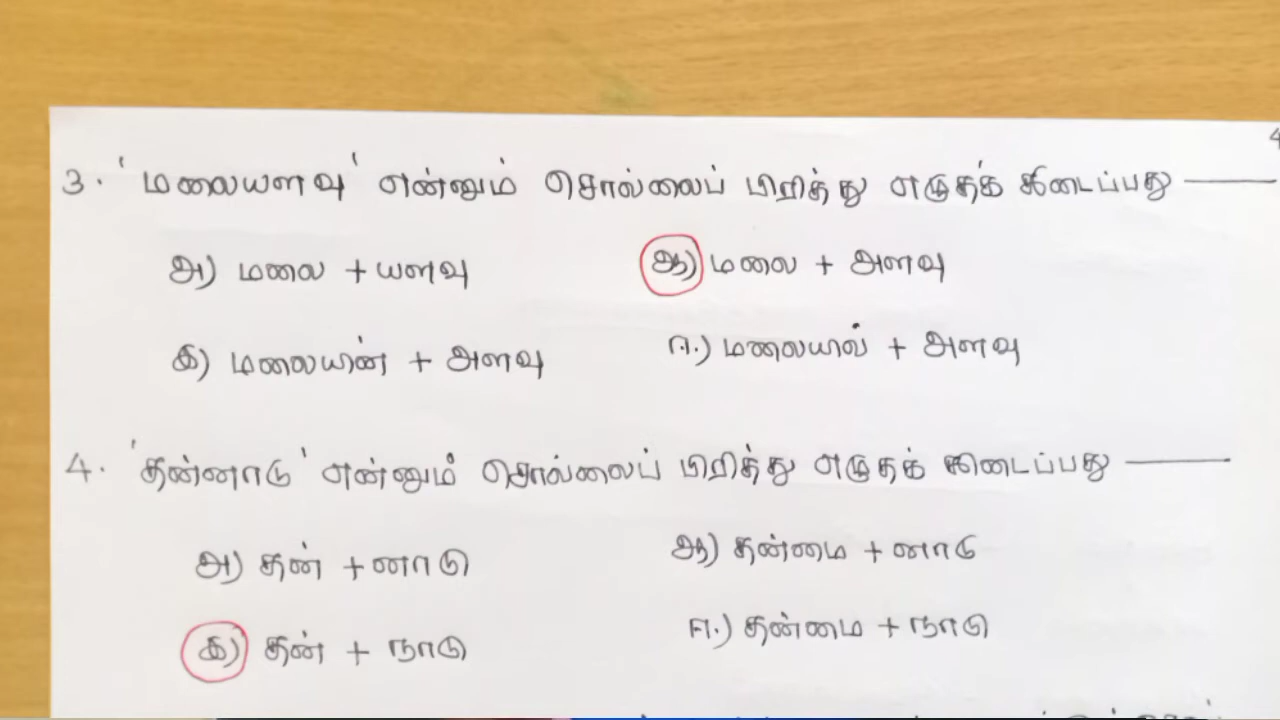 3. 'மலையளவு' என்னும் சொல்லைப் பிரித்து எழுதக் கிடைப்பது ———
அ) மலை + யளவு ஆ) மலை + அளவு
இ) மலையின் + அளவு ஈ) மலையல் + அளவு
4. 'தன்னாடு' என்னும் சொல்லைப் பிரித்து எழுதக் கிடைப்பது ———
அ) தன் + னாடு ஆ) தன்மை + னாடு
இ) தன் + நாடு ஈ) தன்மை + நாடு